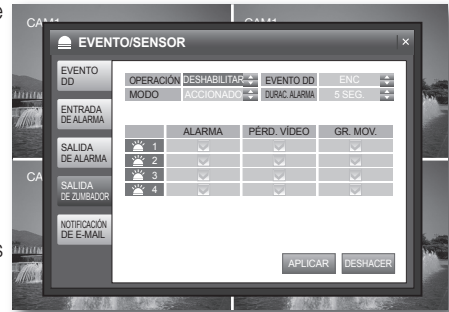 e
CAM1
CAM
EVENTO/SENSOR ×
EVENTO
DD
ENTRADA
DE ALARMA
SALIDA
DE ALARMA
SALIDA
DE ZUMBADOR
NOTIFICACIÓN
DE E-MAIL
OPERACIÓN DESHABILITAR EVENTO DD ENC
MODO ACCIONADO DURAC. ALARMA 5 SEG.
ALARMA PÉRD. VÍDEO GR. MOV.
1
2
3
4
CA
s
APLICAR DESHACER